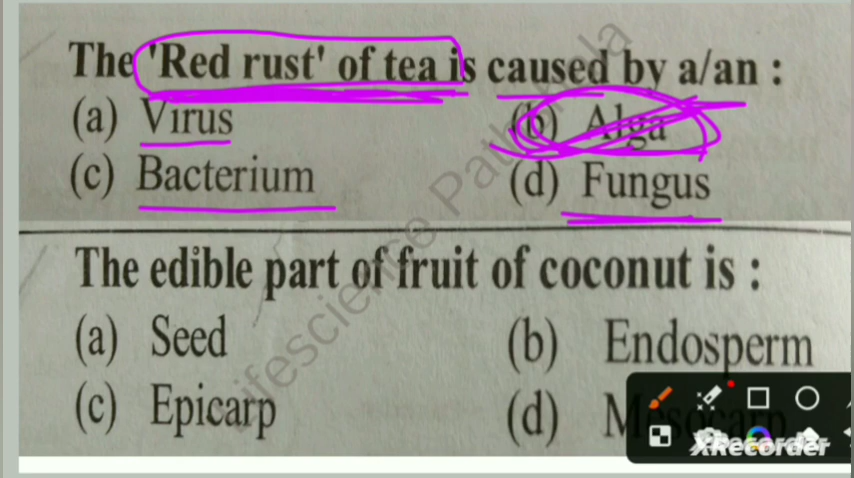 The 'Red rust' of tea is caused by a/an :
(a) Virus (b) Alga
(c) Bacterium (d) Fungus
The edible part of fruit of coconut is :
(a) Seed (b) Endosperm
(c) Epicarp (d) Mesocarp
XRecorder